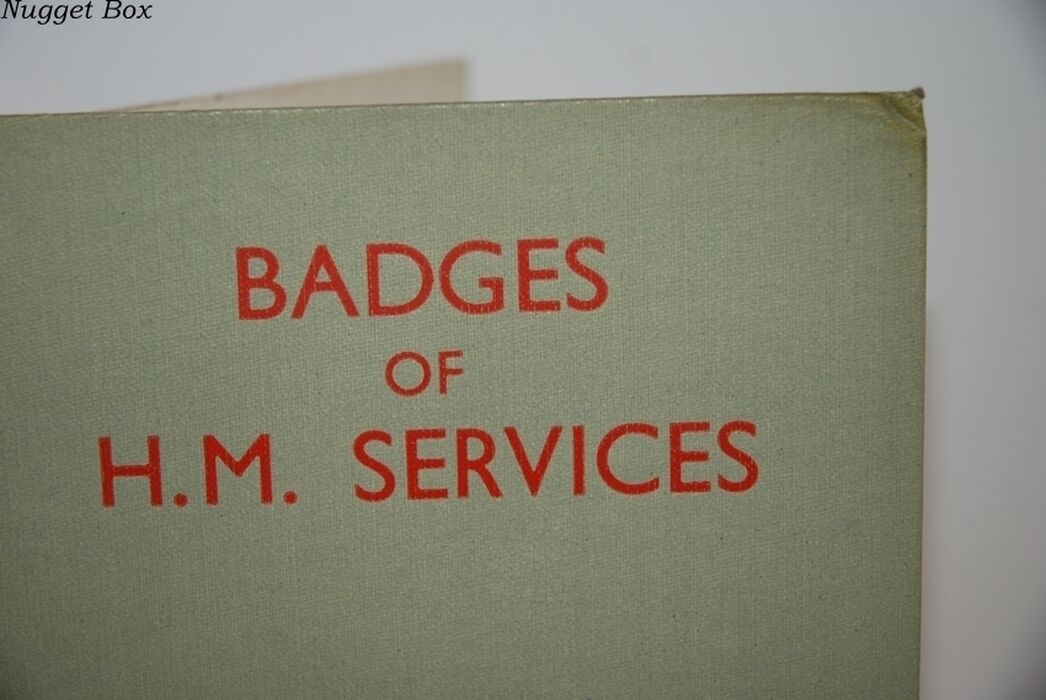 Nugget Box
BADGES
OF
H.M. SERVICES